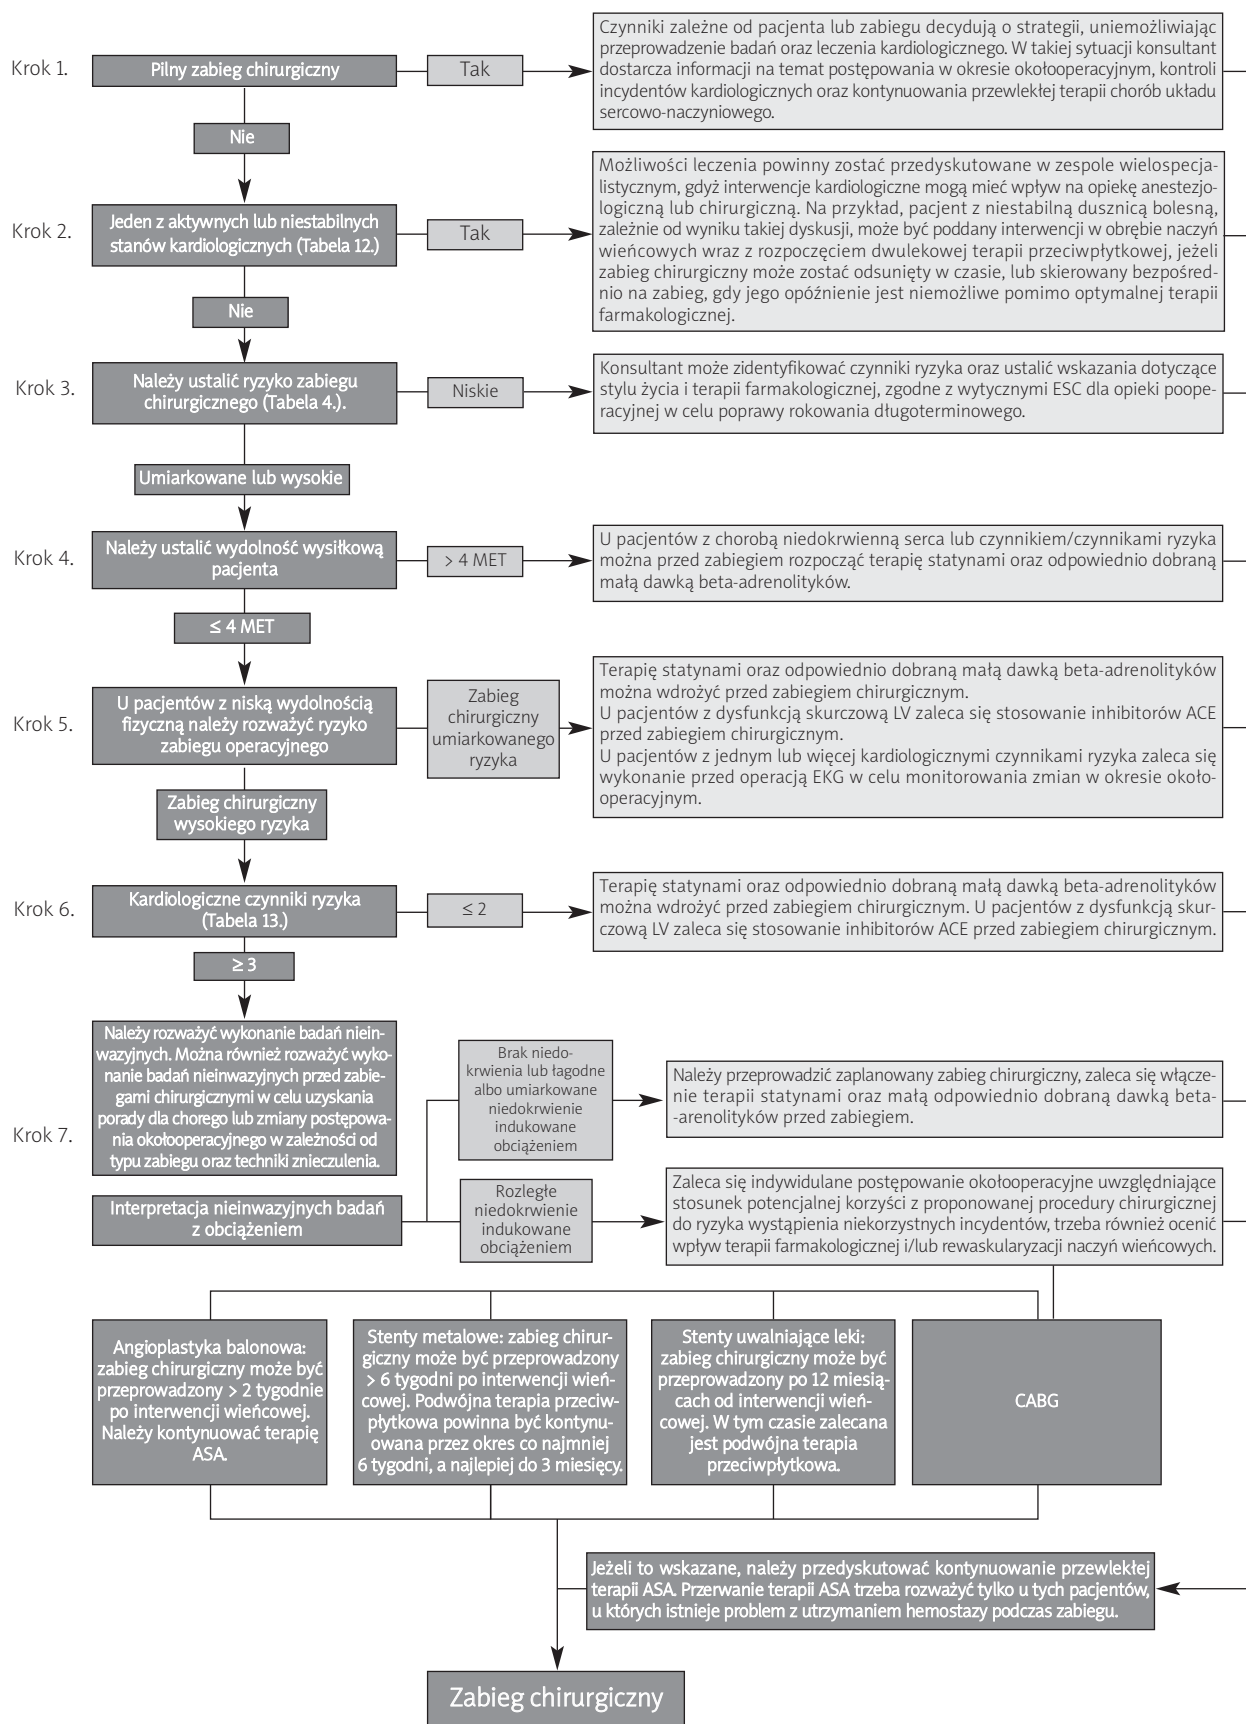 Krok 1.
Pilny zabieg chirurgiczny
Tak
Czynniki zależne od pacjenta lub zabiegu decydują o strategii, uniemożliwiając
przeprowadzenie badań oraz leczenia kardiologicznego. W takiej sytuacji konsultant
dostarcza informacji na temat postępowania w okresie okołooperacyjnym, kontroli
incydentów kardiologicznych oraz kontynuowania przewlekłej terapii chorób układu
sercowo-naczyniowego.
Nie
Krok 2.
Jeden z aktywnych lub niestabilnych
stanów kardiologicznych (Tabela 12.)
Tak
Możliwości leczenia powinny zostać przedyskutowane w zespole wielospecja-
listycznym, gdyż interwencje kardiologiczne mogą mieć wpływ na opiekę anestezjo-
logiczną lub chirurgiczną. Na przykład, pacjent z niestabilną dusznicą bolesną,
zależnie od wyniku takiej dyskusji, może być poddany interwencji w obrębie naczyń
wieńcowych wraz z rozpoczęciem dwulekowej terapii przeciwpłytkowej, jeżeli
zabieg chirurgiczny może zostać odsunięty w czasie, lub skierowany bezpośred-
nio na zabieg, gdy jego opóźnienie jest niemożliwe pomimo optymalnej terapii
farmakologicznej.
Nie
Krok 3.
Należy ustalić ryzyko zabiegu
chirurgicznego (Tabela 4.).
Niskie
Konsultant może zidentyfikować czynniki ryzyka oraz ustalić wskazania dotyczące
stylu życia i terapii farmakologicznej, zgodne z wytycznymi ESC dla opieki poope-
racyjnej w celu poprawy rokowania długoterminowego.
Umiarkowane lub wysokie
Krok 4.
Należy ustalić wydolność wysiłkową
pacjenta
> 4 MET
U pacjentów z chorobą niedokrwienną serca lub czynnikiem/czynnikami ryzyka
można przed zabiegiem rozpocząć terapię statynami oraz odpowiednio dobraną
małą dawką beta-adrenolityków.
≤ 4 MET
Krok 5.
U pacjentów z niską wydolnością
fizyczną należy rozważyć ryzyko
zabiegu operacyjnego
Zabieg
chirurgiczny
umiarkowanego
ryzyka
Terapię statynami oraz odpowiednio dobraną małą dawką beta-adrenolityków
można wdrożyć przed zabiegiem chirurgicznym.
U pacjentów z dysfunkcją skurczową LV zaleca się stosowanie inhibitorów ACE
przed zabiegiem chirurgicznym.
U pacjentów z jednym lub więcej kardiologicznymi czynnikami ryzyka zaleca się
wykonanie przed operacją EKG w celu monitorowania zmian w okresie około-
operacyjnym.
Zabieg chirurgiczny
wysokiego ryzyka
Krok 6.
Kardiologiczne czynniki ryzyka
(Tabela 13.)
≤ 2
Terapię statynami oraz odpowiednio dobraną małą dawką beta-adrenolityków
można wdrożyć przed zabiegiem chirurgicznym. U pacjentów z dysfunkcją skur-
czową LV zaleca się stosowanie inhibitorów ACE przed zabiegiem chirurgicznym.
≥ 3
Krok 7.
Należy rozważyć wykonanie badań niein-
wazyjnych. Można również rozważyć wyko-
nanie badań nieinwazyjnych przed zabie-
gami chirurgicznymi w celu uzyskania
porady dla chorego lub zmiany postępowa-
nia okołooperacyjnego w zależności od
typu zabiegu oraz techniki znieczulenia.
Brak niedo-
krwienia lub łagodne
albo umiarkowane
niedokrwienie
indukowane
obciążeniem
Należy przeprowadzić zaplanowany zabieg chirurgiczny, zaleca się włącze-
nie terapii statynami oraz małą odpowiednio dobraną dawką beta-
-arenolityków przed zabiegiem.
Interpretacja nieinwazyjnych badań
z obciążeniem
Rozległe
niedokrwienie
indukowane
obciążeniem
Zaleca się indywidulane postępowanie okołooperacyjne uwzględniające
stosunek potencjalnej korzyści z proponowanej procedury chirurgicznej
do ryzyka wystąpienia niekorzystnych incydentów, trzeba również ocenić
wpływ terapii farmakologicznej i/lub rewaskularyzacji naczyń wieńcowych.
Angioplastyka balonowa:
zabieg chirurgiczny może być
przeprowadzony > 2 tygodnie
po interwencji wieńcowej.
Należy kontynuować terapię
ASA.
Stenty metalowe: zabieg chirur-
giczny może być przeprowadzony
> 6 tygodni po interwencji wień-
cowej. Podwójna terapia przeciw-
płytkowa powinna być kontynu-
owana przez okres co najmniej
6 tygodni, a najlepiej do 3 miesięcy.
Stenty uwalniające leki:
zabieg chirurgiczny może być
przeprowadzony po 12 miesią-
cach od interwencji wień-
cowej. W tym czasie zalecana
jest podwójna terapia
przeciwpłytkowa.
CABG
Jeżeli to wskazane, należy przedyskutować kontynuowanie przewlekłej
terapii ASA. Przerwanie terapii ASA trzeba rozważyć tylko u tych pacjentów,
u których istnieje problem z utrzymaniem hemostazy podczas zabiegu.
Zabieg chirurgiczny